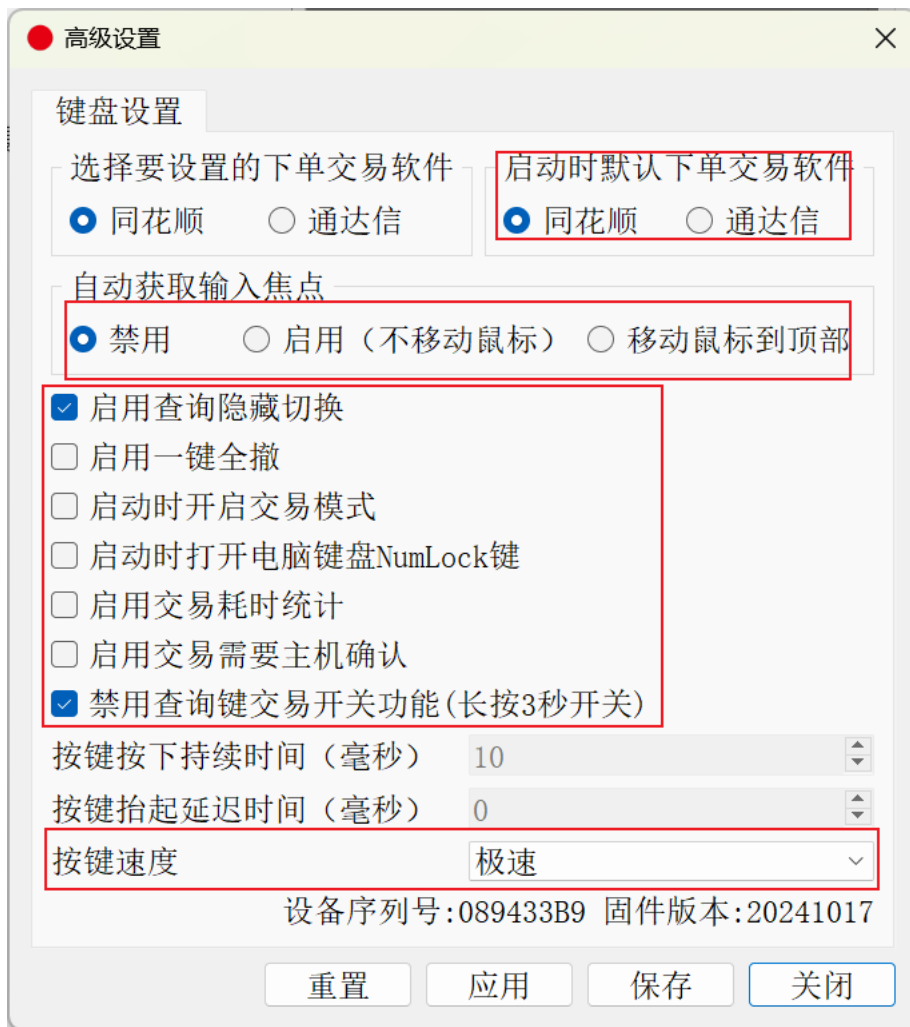 高级设置
键盘设置
选择要设置的下单交易软件
启动时默认下单交易软件
同花顺 通达信
同花顺 通达信
自动获取输入焦点
禁用 启用（不移动鼠标） 移动鼠标到顶部
启用查询隐藏切换
启用一键全撤
启动时开启交易模式
启动时打开电脑键盘NumLock键
启用交易耗时统计
启用交易需要主机确认
禁用查询键交易开关功能(长按3秒开关)
按键按下持续时间（毫秒） 10
按键抬起延迟时间（毫秒） 0
按键速度 极速
设备序列号:089433B9 固件版本:20241017
重置 应用 保存 关闭